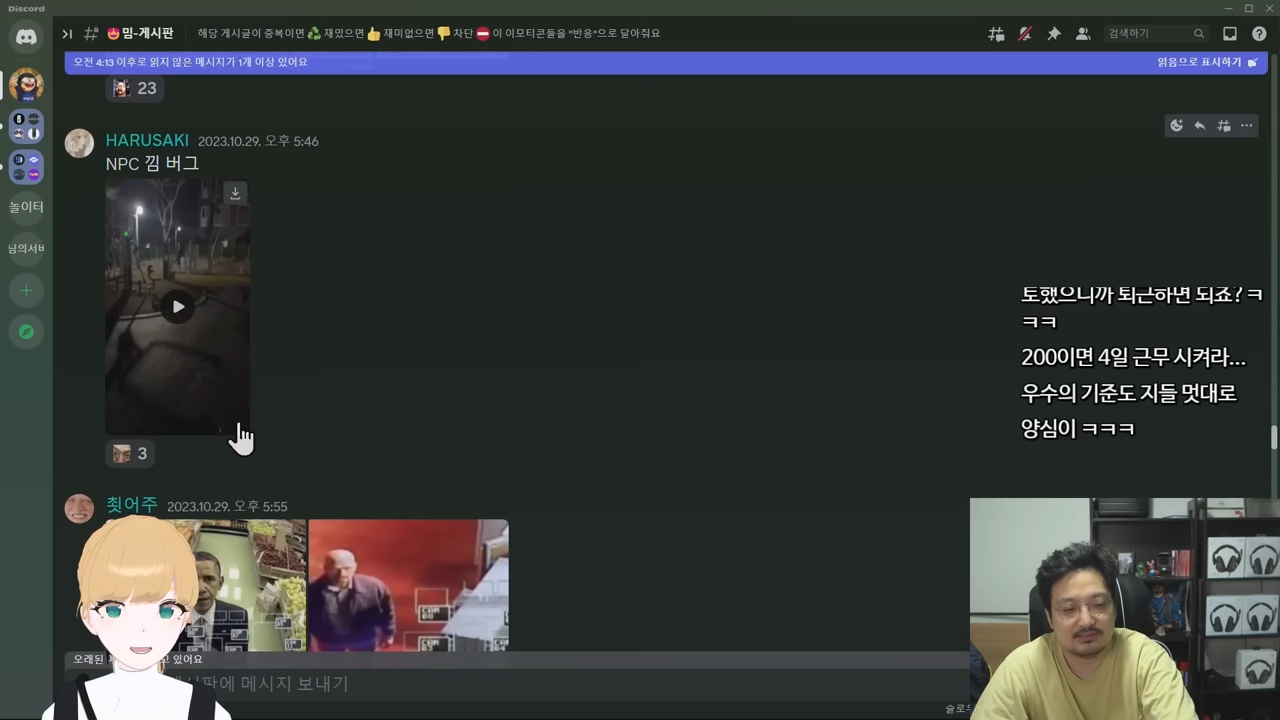 Discord
밈-게시판
해당 게시글이 중복이면 ♻️ 재밌으면 👍 재미없으면 👎 차단 ⛔ 이 이모티콘들을 "반응"으로 달아줘요
검색하기
오전 4:13 이후로 읽지 않은 메시지가 1개 이상 있어요
읽음으로 표시하기
23
HARUSAKI 2023.10.29. 오후 5:46
NPC 낌 버그
3
놀이터
님의서버
토했으니까 퇴근하면 되죠?ㅋ
ㅋㅋ
200이면 4일 근무 시켜라...
우수의 기준도 지들 멋대로
양심이 ㅋㅋㅋ
쵯어주 2023.10.29. 오후 5:55
오래된
있어요
에 메시지 보내기